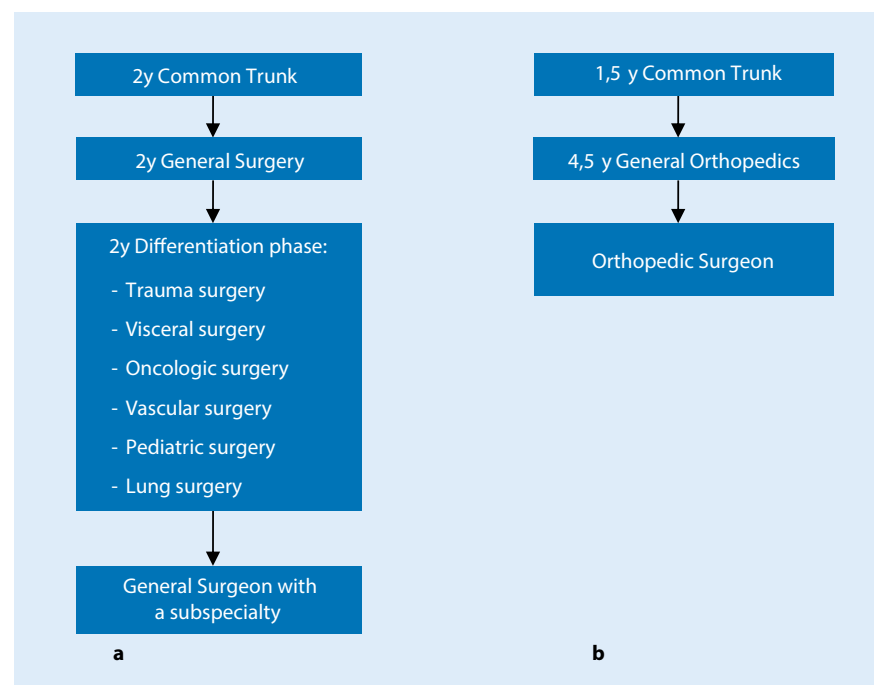 2y Common Trunk
2y General Surgery
2y Differentiation phase:
- Trauma surgery
- Visceral surgery
- Oncologic surgery
- Vascular surgery
- Pediatric surgery
- Lung surgery
General Surgeon with
a subspecialty
a
1,5 y Common Trunk
4,5 y General Orthopedics
Orthopedic Surgeon
b